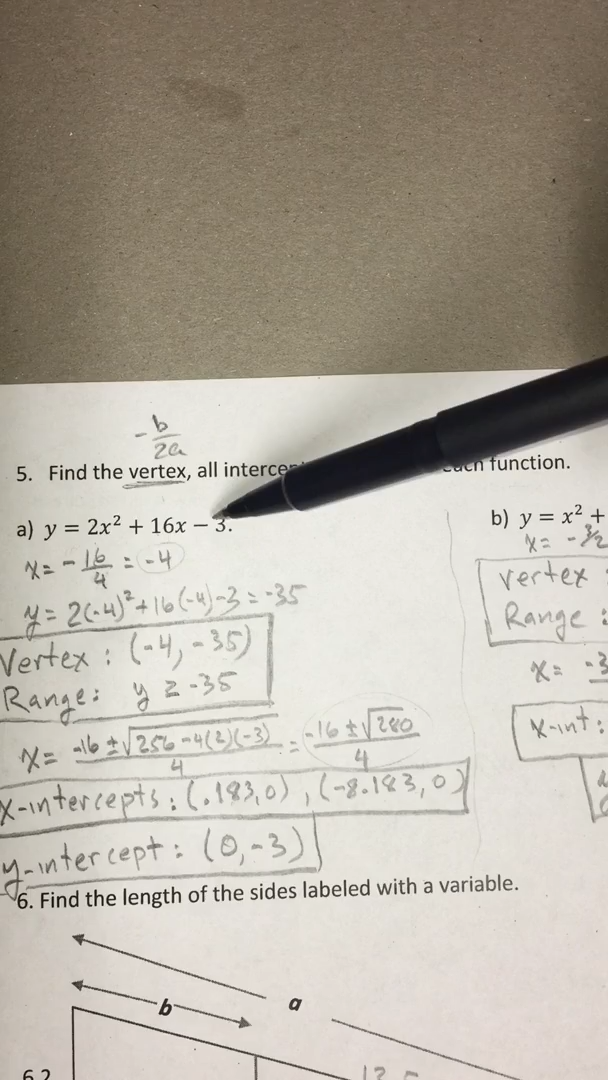 -b/2a
5. Find the vertex, all each function.
a) y = 2x² + 16x − 3.
x = -16/4 = -4
y = 2(-4)²+16(-4)-3 = -35
Vertex : (-4, -35)
Range: y ≥ -35
x = -16 ± √256 -4(2)(-3) / 4 = -16 ± √280 / 4
x-intercepts : (.183,0) , (-8.183, 0)
y-intercept : (0,-3)
b) y = x² +
x = -3/2
Vertex :
Range :
x = -3
x-int :
6. Find the length of the sides labeled with a variable.
a
b
6.2